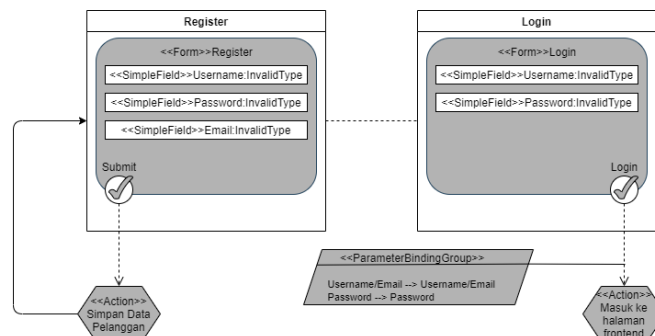 Register
Login
<<Form>>Register
<<SimpleField>>Username:InvalidType
<<SimpleField>>Password:InvalidType
<<SimpleField>>Email:InvalidType
Submit
<<Form>>Login
<<SimpleField>>Username:InvalidType
<<SimpleField>>Password:InvalidType
Login
<<ParameterBindingGroup>>
Username/Email --> Username/Email
Password --> Password
<<Action>>
Simpan Data
Pelanggan
<<Action>>
Masuk ke
halaman
frontend